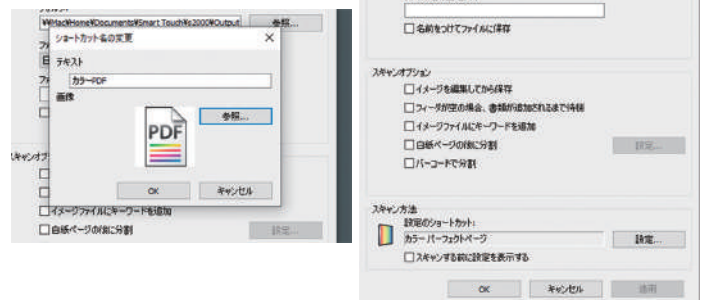 ¥¥Mac¥Home¥Documents¥Smart Touch¥s2000¥Output
参照...
ショートカット名の変更
テキスト
カラーPDF
画像
参照...
PDF
OK
キャンセル
イメージファイルにキーワードを追加
白紙ページの後に分割
設定...
名前をつけてファイルに保存
スキャンオプション
イメージを編集してから保存
フィーダが空の場合、書類が追加されるまで待機
イメージファイルにキーワードを追加
白紙ページの後に分割
設定...
バーコードで分割
スキャン方法
設定のショートカット:
カラー パーフェクトページ
設定...
スキャンする前に設定を表示する
OK
キャンセル
適用